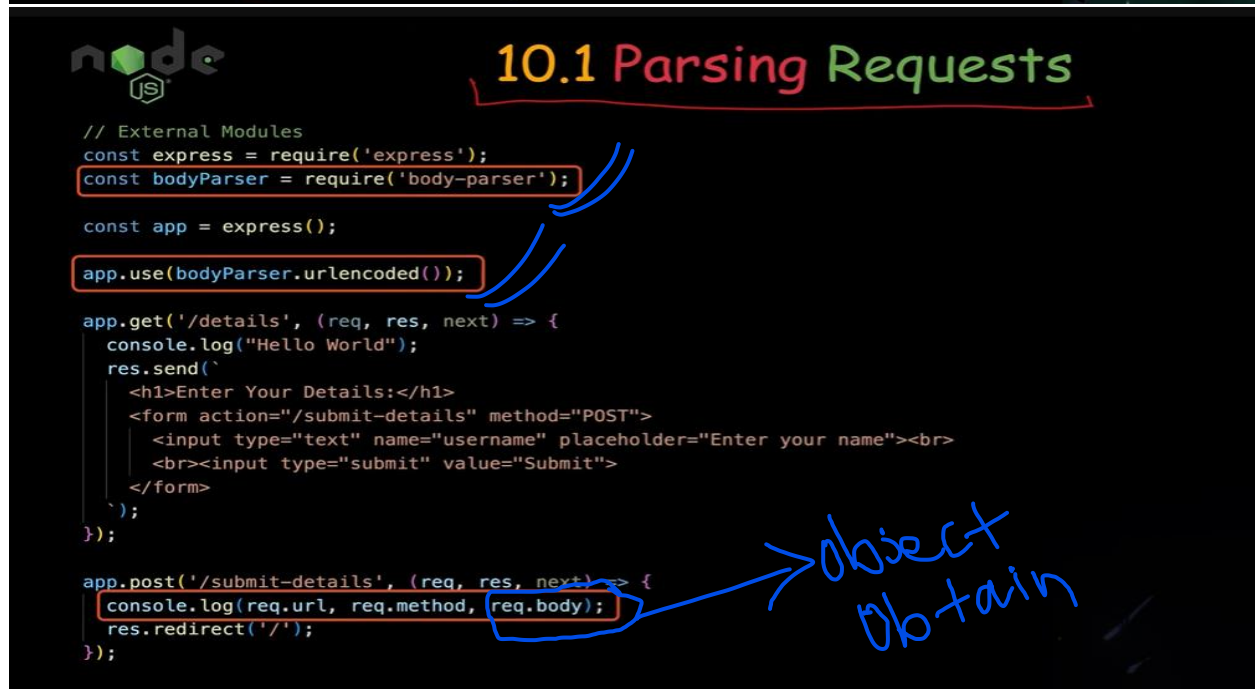 node
JS
10.1 Parsing Requests
// External Modules
const express = require('express');
const bodyParser = require('body-parser');
const app = express();
app.use(bodyParser.urlencoded());
app.get('/details', (req, res, next) => {
console.log("Hello World");
res.send(`
<h1>Enter Your Details:</h1>
<form action="/submit-details" method="POST">
<input type="text" name="username" placeholder="Enter your name"><br>
<br><input type="submit" value="Submit">
</form>
`);
});
app.post('/submit-details', (req, res, next) => {
console.log(req.url, req.method, req.body);
res.redirect('/');
});
object
obtain